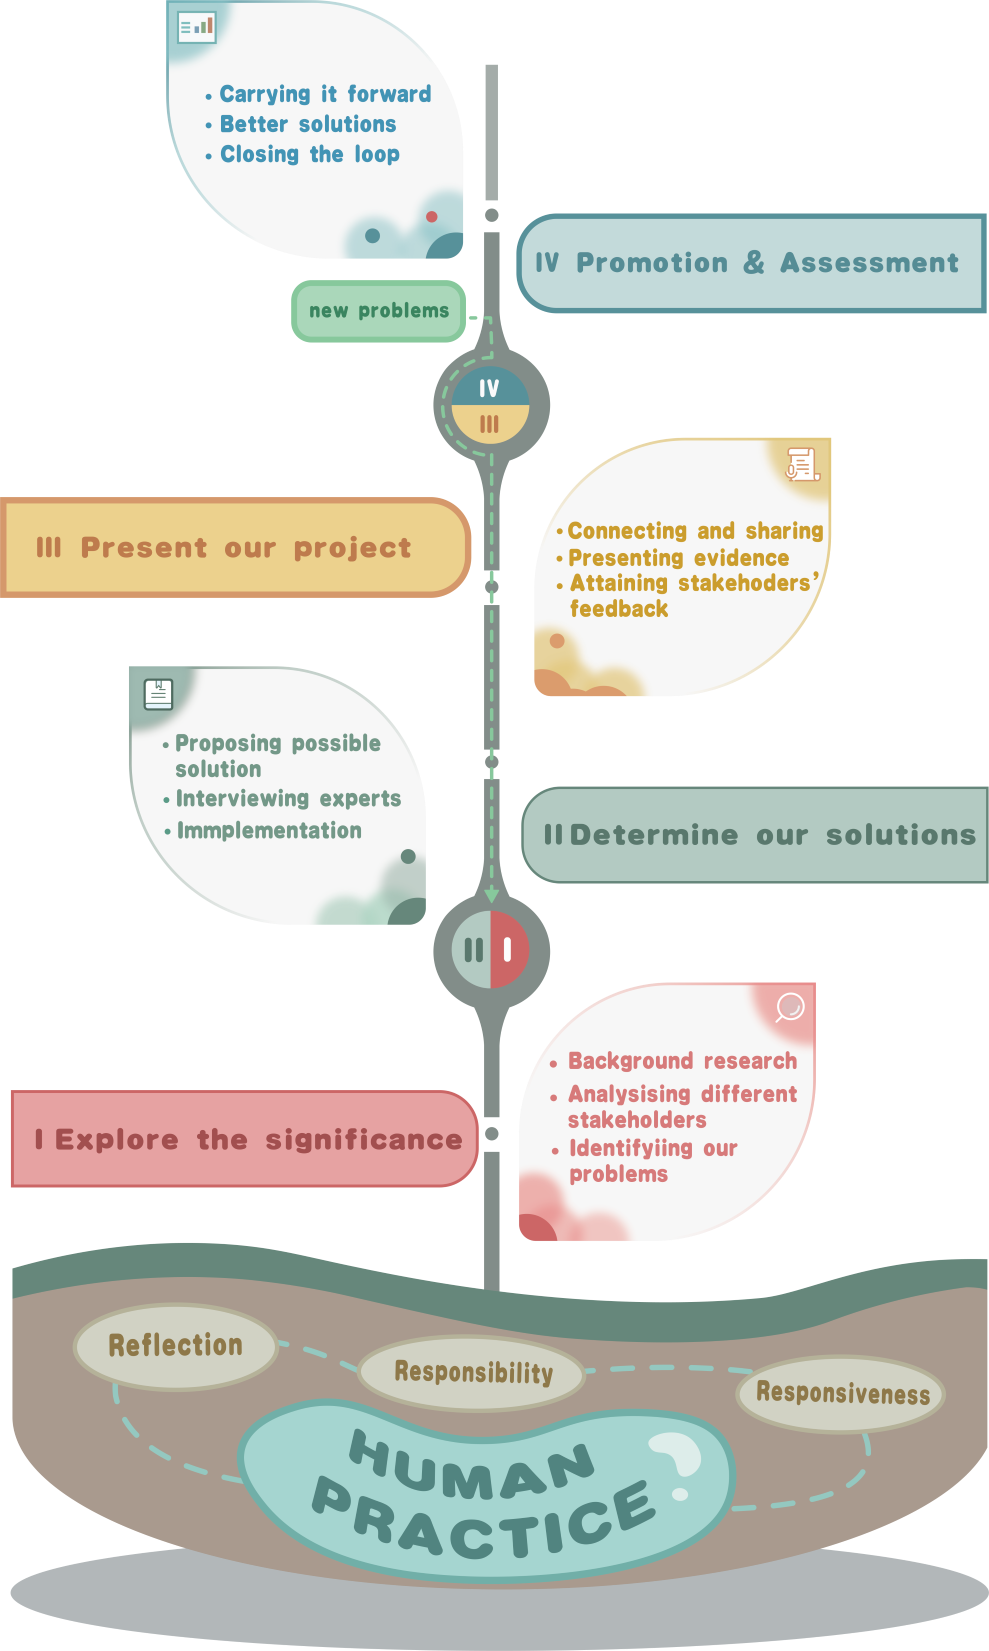 • Carrying it forward
• Better solutions
• Closing the loop
IV Promotion & Assessment
new problems
IV
III
• Connecting and sharing
• Presenting evidence
• Attaining stakehoders’
feedback
III Present our project
• Proposing possible
solution
• Interviewing experts
• Immplementation
II Determine our solutions
II I
• Background research
• Analysising different
stakeholders
• Identifyiing our
problems
I Explore the significance
Reflection
Responsibility
Responsiveness
HUMAN
PRACTICE